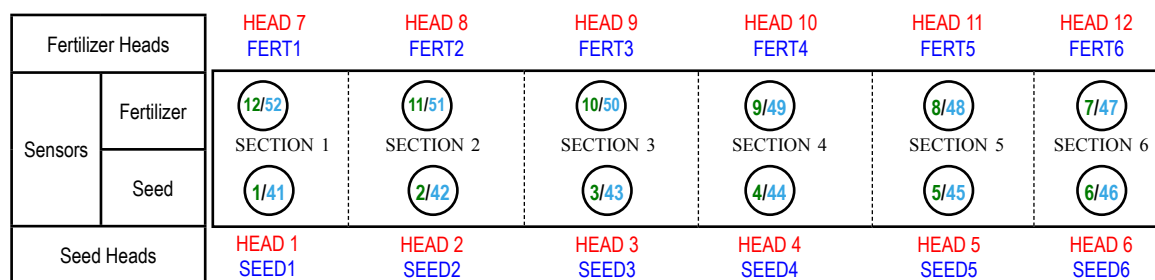 HEAD 7 HEAD 8 HEAD 9 HEAD 10 HEAD 11 HEAD 12
Fertilizer Heads FERT1 FERT2 FERT3 FERT4 FERT5 FERT6
Fertilizer 12/52 11/51 10/50 9/49 8/48 7/47
Sensors SECTION 1 SECTION 2 SECTION 3 SECTION 4 SECTION 5 SECTION 6
Seed 1/41 2/42 3/43 4/44 5/45 6/46
Seed Heads HEAD 1 HEAD 2 HEAD 3 HEAD 4 HEAD 5 HEAD 6
SEED1 SEED2 SEED3 SEED4 SEED5 SEED6